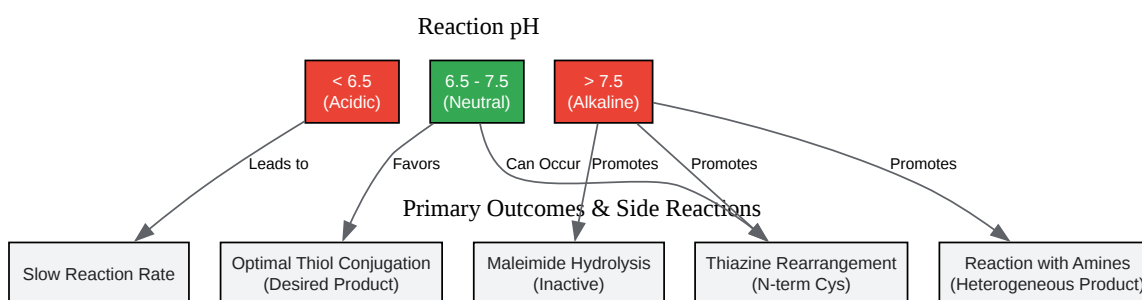 Reaction pH
< 6.5
(Acidic)
6.5 - 7.5
(Neutral)
> 7.5
(Alkaline)
Leads to
Favors
Can Occur
Promotes
Promotes
Promotes
Primary Outcomes & Side Reactions
Slow Reaction Rate
Optimal Thiol Conjugation
(Desired Product)
Maleimide Hydrolysis
(Inactive)
Thiazine Rearrangement
(N-term Cys)
Reaction with Amines
(Heterogeneous Product)